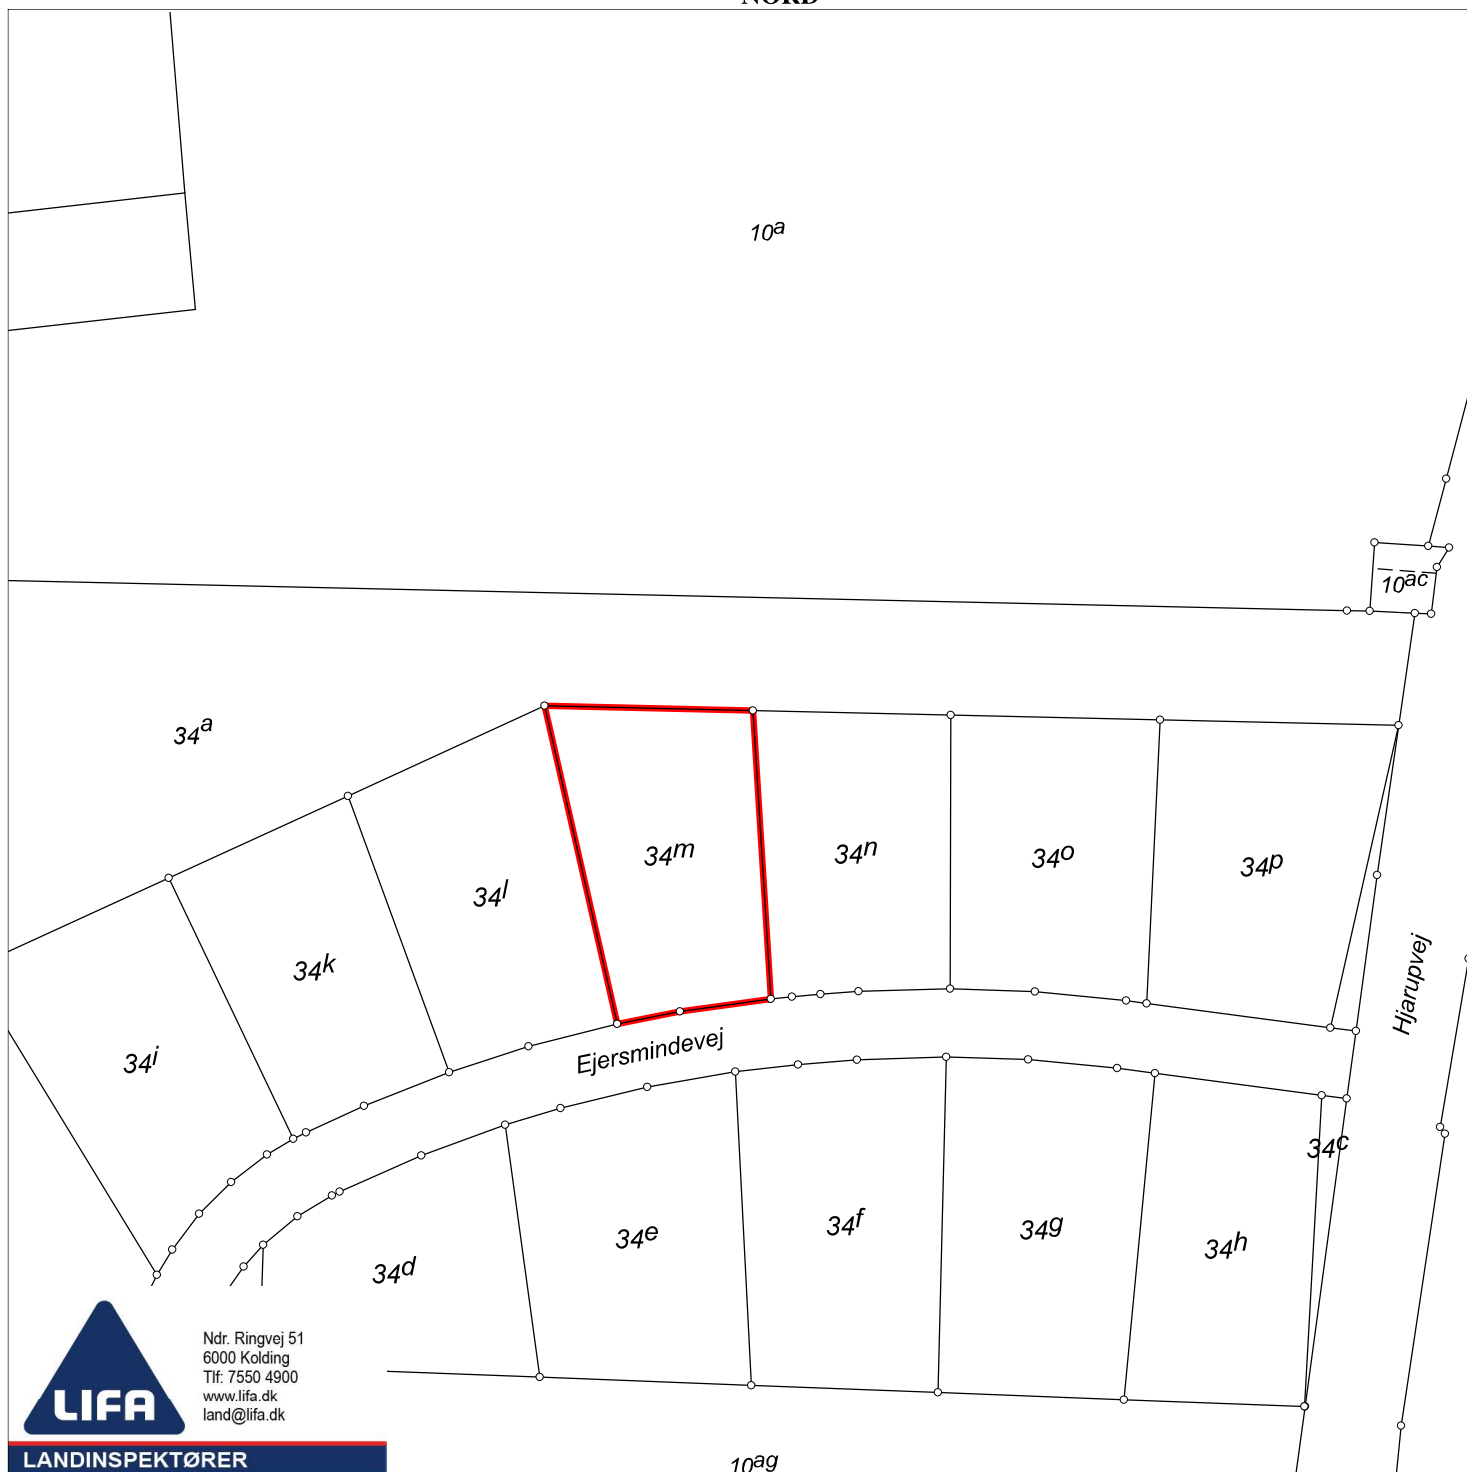 NORD
10a
10ac
34a
34m
34n
34o
34p
34l
34k
34i
Hjarupvej
Ejersmindevej
34c
34d
34e
34f
34g
34h
Ndr. Ringvej 51
6000 Kolding
Tlf: 7550 4900
www.lifa.dk
land@lifa.dk
LIFA
LANDINSPEKTØRER
10ag